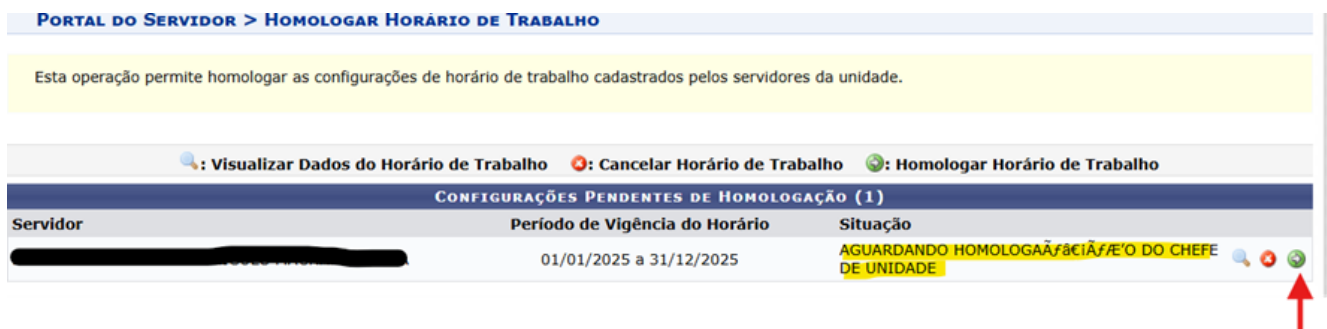 PORTAL DO SERVIDOR > HOMOLOGAR HORÁRIO DE TRABALHO
Esta operação permite homologar as configurações de horário de trabalho cadastrados pelos servidores da unidade.
: Visualizar Dados do Horário de Trabalho : Cancelar Horário de Trabalho : Homologar Horário de Trabalho
CONFIGURAÇÕES PENDENTES DE HOMOLOGAÇÃO (1)
Servidor Período de Vigência do Horário Situação
01/01/2025 a 31/12/2025 AGUARDANDO HOMOLOGAÃƒâ€¡ÃƒÆ’O DO CHEFE
DE UNIDADE